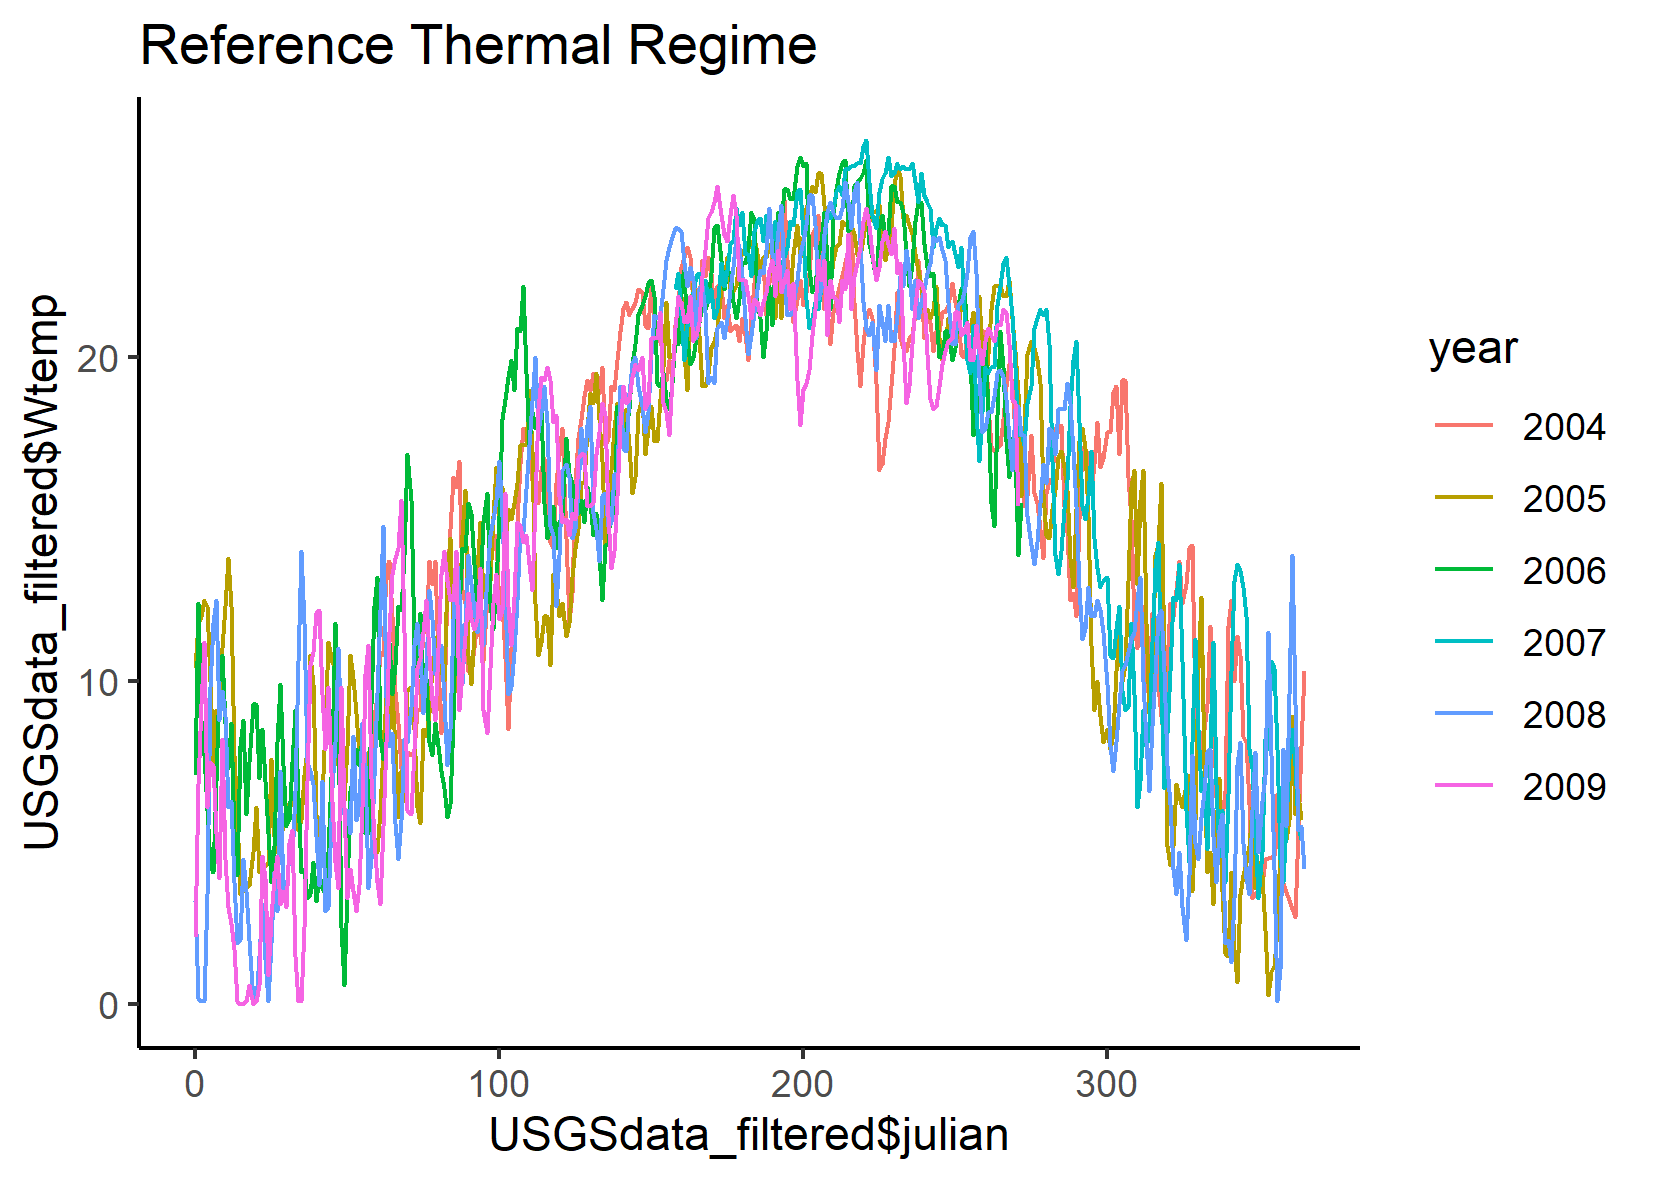 Reference Thermal Regime
USGSdata_filtered$Wtemp
20
10
0
0 100 200 300
USGSdata_filtered$julian
year
2004
2005
2006
2007
2008
2009